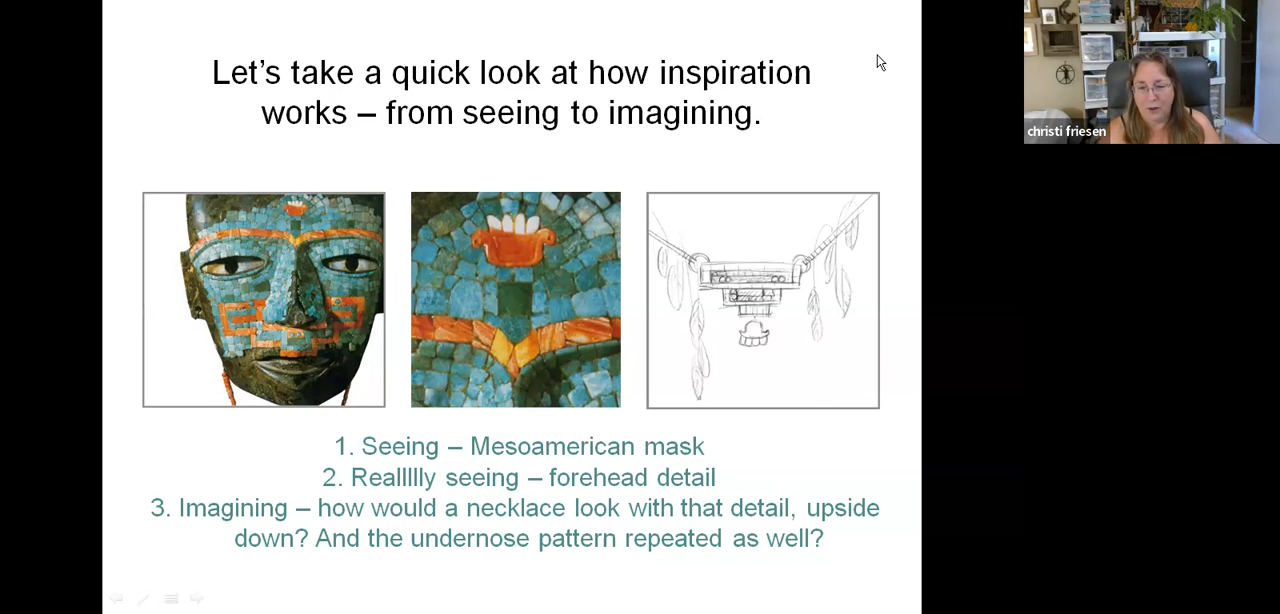 Let’s take a quick look at how inspiration
works – from seeing to imagining.
christi friesen
1. Seeing – Mesoamerican mask
2. Realllllly seeing – forehead detail
3. Imagining – how would a necklace look with that detail, upside
down? And the undernose pattern repeated as well?